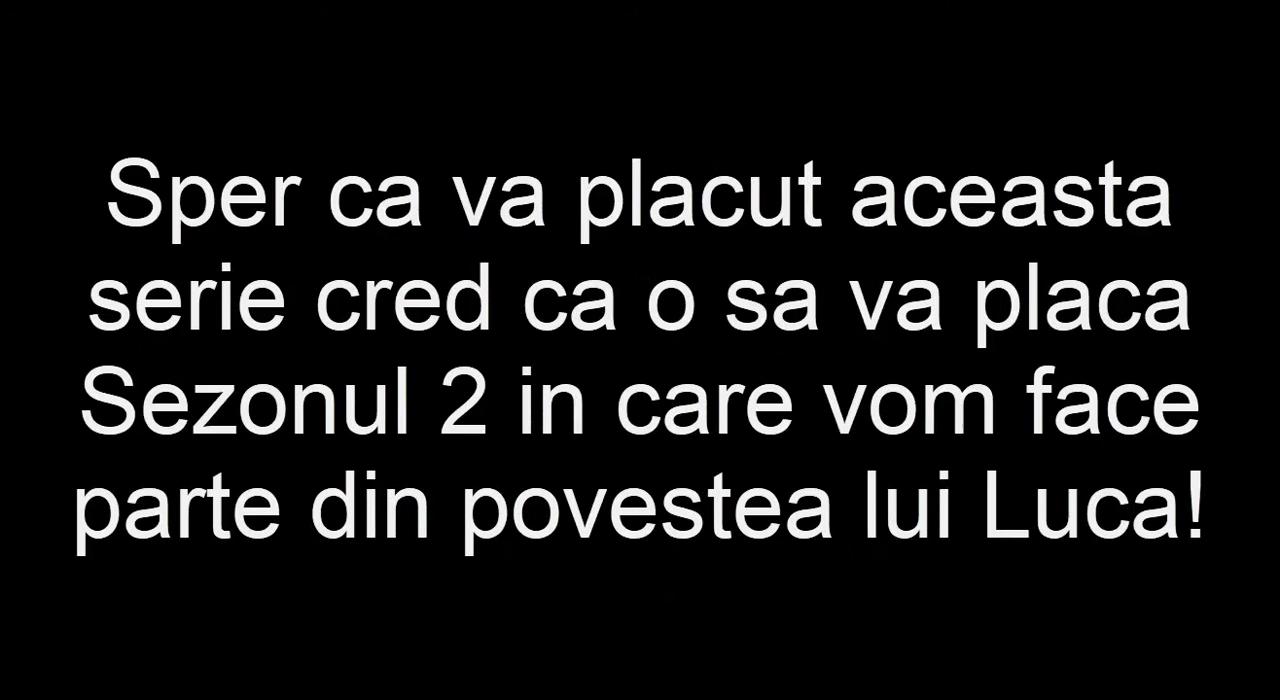 Sper ca va placut aceasta
serie cred ca o sa va placa
Sezonul 2 in care vom face
parte din povestea lui Luca!